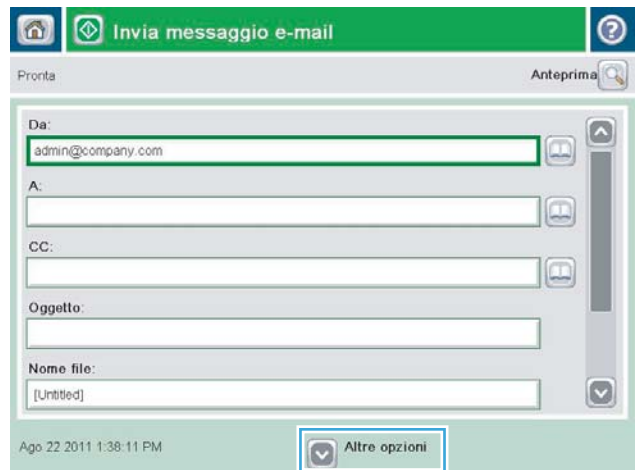 Invia messaggio e-mail
?
Pronta
Anteprima
Da:
admin@company.com
A:
CC:
Oggetto:
Nome file:
[Untitled]
Ago 22 2011 1:38:11 PM
Altre opzioni